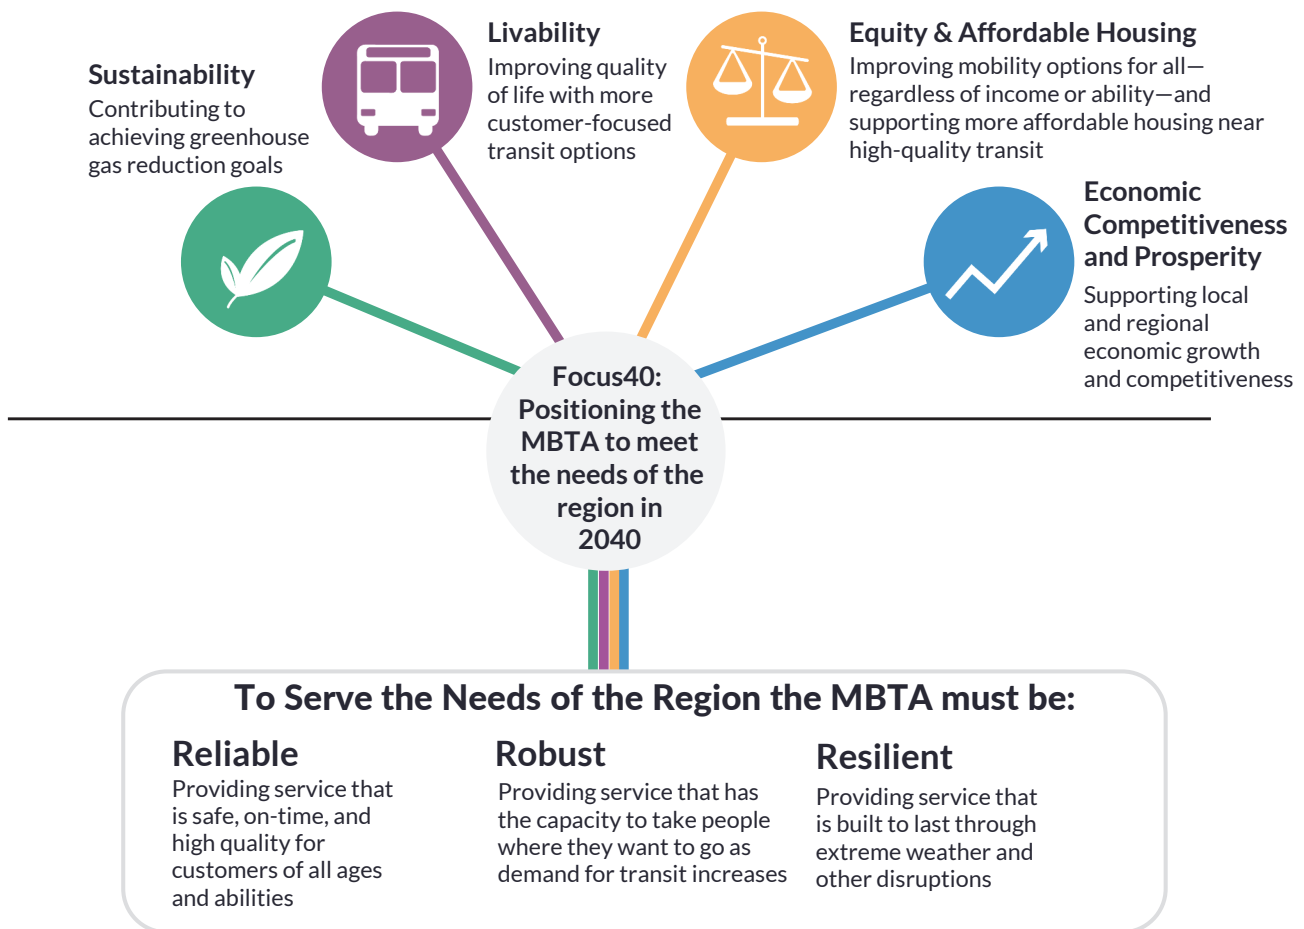 Sustainability
Contributing to
achieving greenhouse
gas reduction goals
Livability
Improving quality
of life with more
customer-focused
transit options
Equity & Affordable Housing
Improving mobility options for all—
regardless of income or ability—and
supporting more affordable housing near
high-quality transit
Economic
Competitiveness
and Prosperity
Supporting local
and regional
economic growth
and competitiveness
Focus40:
Positioning the
MBTA to meet
the needs of the
region in
2040
To Serve the Needs of the Region the MBTA must be:
Reliable
Providing service that
is safe, on-time, and
high quality for
customers of all ages
and abilities
Robust
Providing service that has
the capacity to take people
where they want to go as
demand for transit increases
Resilient
Providing service that
is built to last through
extreme weather and
other disruptions